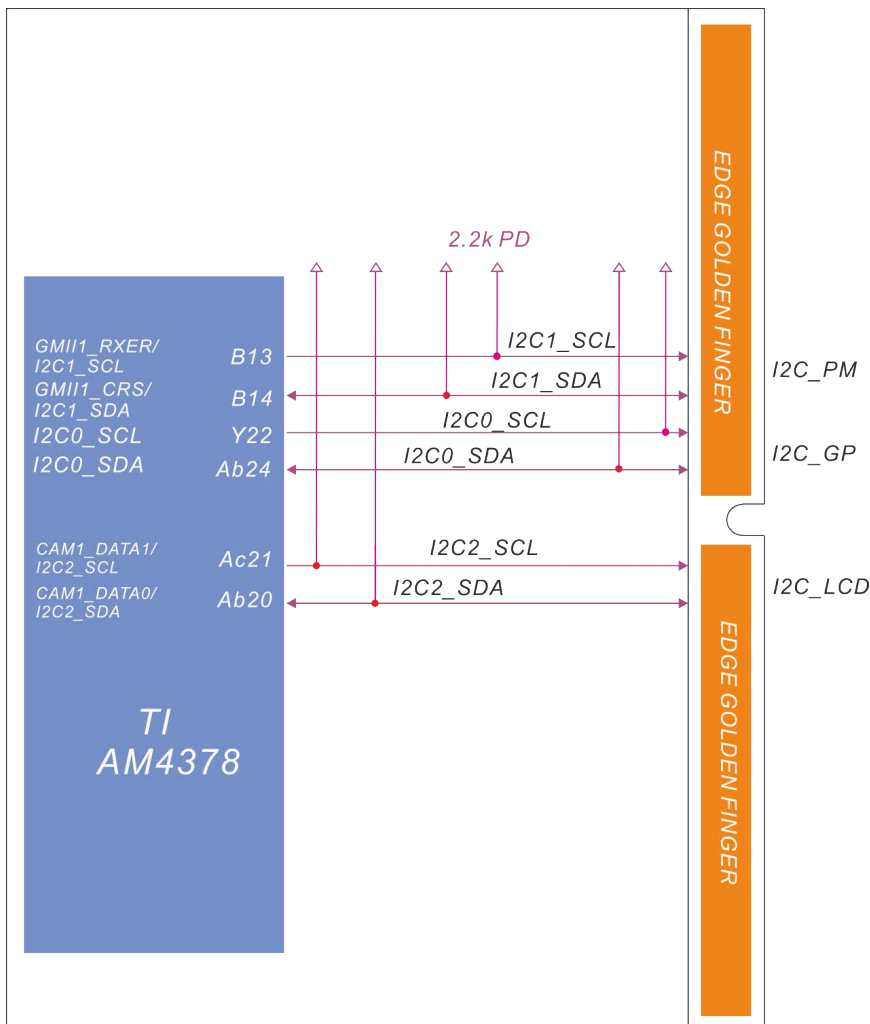 2.2k PD
GMII1_RXER/
I2C1_SCL
B13
I2C1_SCL
GMII1_CRS/
I2C1_SDA
B14
I2C1_SDA
I2C0_SCL
Y22
I2C0_SCL
I2C0_SDA
Ab24
I2C0_SDA
CAM1_DATA1/
I2C2_SCL
Ac21
I2C2_SCL
CAM1_DATA0/
I2C2_SDA
Ab20
I2C2_SDA
TI
AM4378
EDGE GOLDEN FINGER
EDGE GOLDEN FINGER
I2C_PM
I2C_GP
I2C_LCD